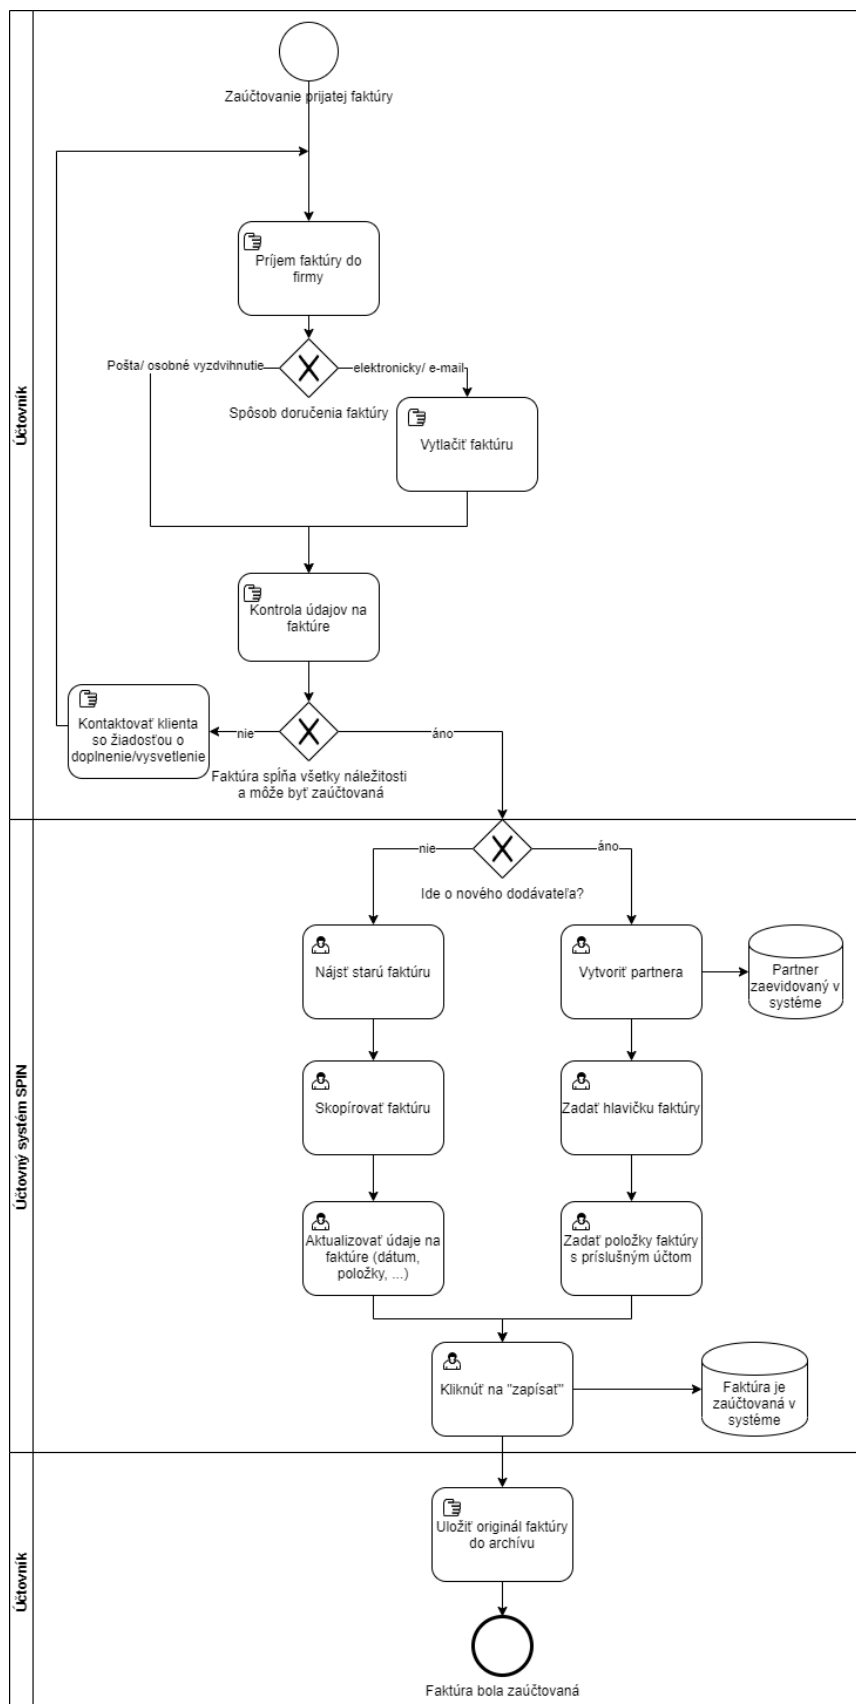 Účtovník
Zaúčtovanie prijatej faktúry
Príjem faktúry do
firmy
Pošta/ osobné vyzdvihnutie
elektronicky/ e-mail
Spôsob doručenia faktúry
Vytlačiť faktúru
Kontrola údajov na
faktúre
Kontaktovať klienta
so žiadosťou o
doplnenie/vysvetlenie
nie
áno
Faktúra spĺňa všetky náležitosti
a môže byť zaúčtovaná
Účtovný systém SPIN
nie
áno
Ide o nového dodávateľa?
Nájsť starú faktúru
Vytvoriť partnera
Partner
zaevidovaný v
systéme
Skopírovať faktúru
Zadať hlavičku faktúry
Aktualizovať údaje na
faktúre (dátum,
položky, ...)
Zadať položky faktúry
s príslušným účtom
Kliknúť na "zapísať"
Faktúra je
zaúčtovaná v
systéme
Účtovník
Uložiť originál faktúry
do archívu
Faktúra bola zaúčtovaná